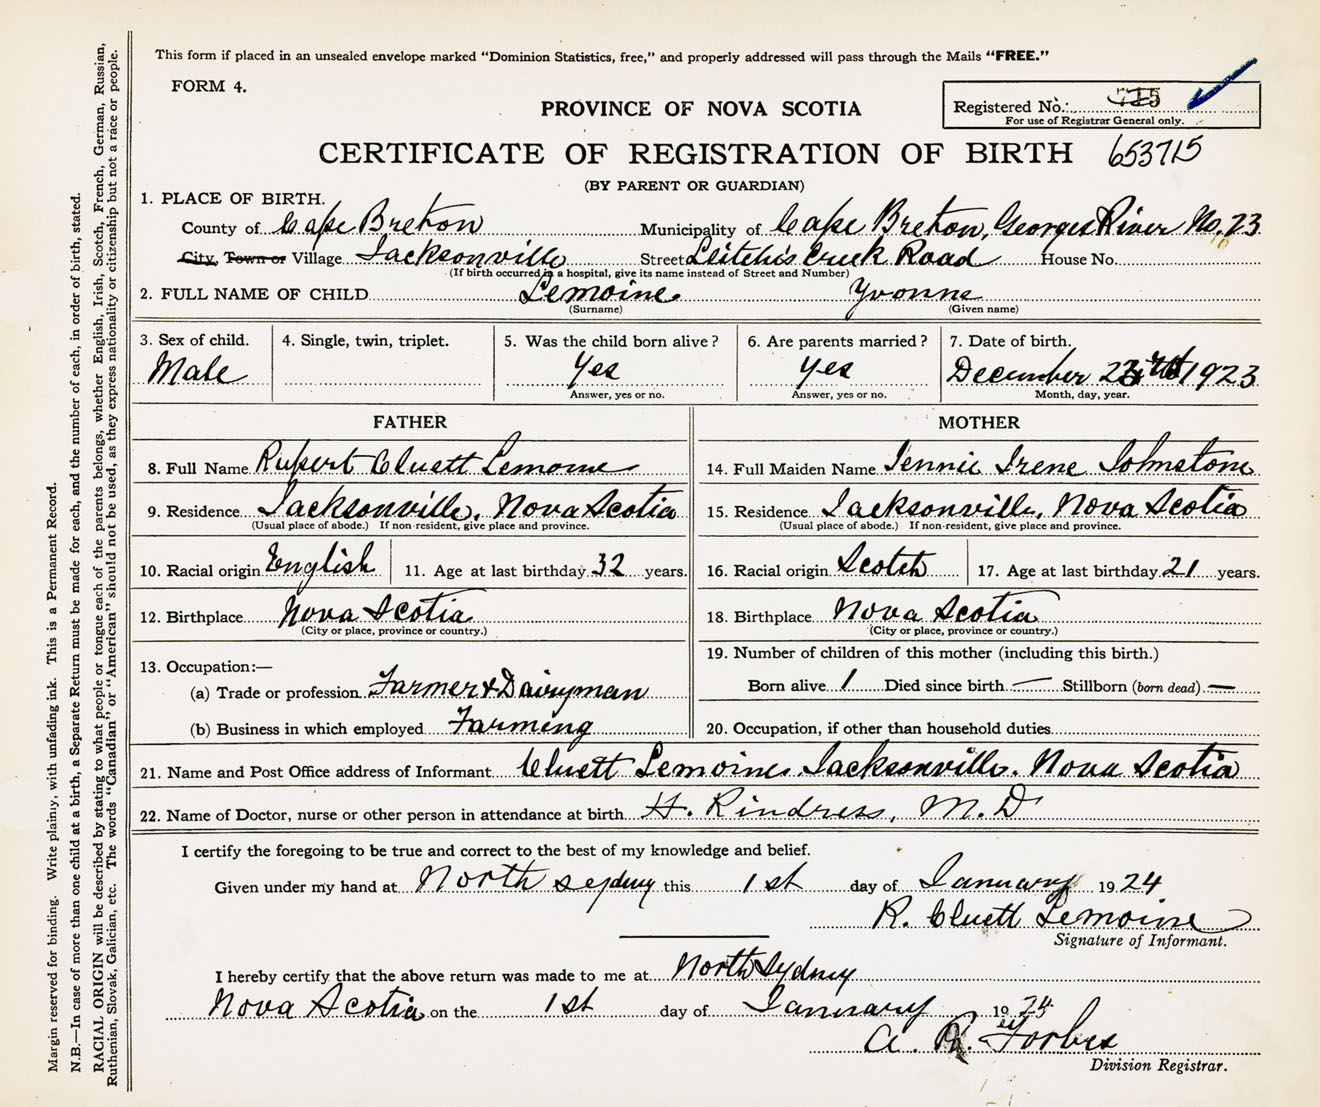 This form if placed in an unsealed envelope marked "Dominion Statistics, free," and properly addressed will pass through the Mails "FREE."
FORM 4.
Registered No.: 715
For use of Registrar General only.
PROVINCE OF NOVA SCOTIA
CERTIFICATE OF REGISTRATION OF BIRTH 653715
(BY PARENT OR GUARDIAN)
1. PLACE OF BIRTH.
County of Cape Breton Municipality of Cape Breton, Georges River No. 23
City, Town or Village Jacksonville Street Leitchis Creek Road House No.
(If birth occurred in a hospital, give its name instead of Street and Number)
2. FULL NAME OF CHILD Lemoine Yvonne
(Surname) (Given name)
3. Sex of child. 4. Single, twin, triplet. 5. Was the child born alive? 6. Are parents married? 7. Date of birth.
Male Yes Yes December 23rd 1923
Answer, yes or no. Answer, yes or no. Month, day, year.
FATHER MOTHER
8. Full Name Rupert Cluett Lemoine 14. Full Maiden Name Jennie Irene Johnstone
9. Residence Jacksonville, Nova Scotia 15. Residence Jacksonville, Nova Scotia
(Usual place of abode.) If non-resident, give place and province. (Usual place of abode.) If non-resident, give place and province.
10. Racial origin English 11. Age at last birthday 32 years. 16. Racial origin Scotch 17. Age at last birthday 21 years.
12. Birthplace Nova Scotia 18. Birthplace Nova Scotia
(City or place, province or country.) (City or place, province or country.)
13. Occupation:— 19. Number of children of this mother (including this birth.)
(a) Trade or profession Farmer & Dairyman Born alive 1 Died since birth — Stillborn (born dead) —
(b) Business in which employed Farming 20. Occupation, if other than household duties
21. Name and Post Office address of Informant Cluett Lemoine, Jacksonville. Nova Scotia
22. Name of Doctor, nurse or other person in attendance at birth H. Rindress, M.D
I certify the foregoing to be true and correct to the best of my knowledge and belief.
Given under my hand at North Sydney this 1st day of January 1924
R. Cluett Lemoine
Signature of Informant.
I hereby certify that the above return was made to me at North Sydney
Nova Scotia on the 1st day of January 1924
A. R. Forbes
Division Registrar.
Margin reserved for binding. Write plainly, with unfading ink. This is a Permanent Record.
N.B.—In case of more than one child at a birth, a Separate Return must be made for each, and the number of each, in order of birth, stated.
RACIAL ORIGIN will be described by stating to what people or tongue each of the parents belongs, whether English, Irish, Scotch, French, German, Russian,
Ruthenian, Slovak, Galician, etc. The words "Canadian" or "American" should not be used, as they express nationality or citizenship but not a race or people.